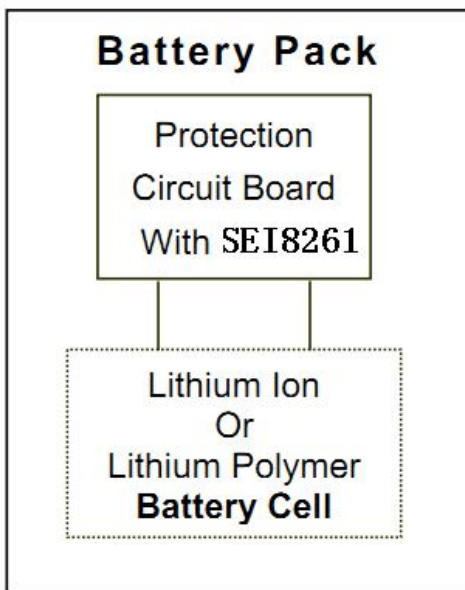 Battery Pack
Protection
Circuit Board
With SEI8261
Lithium Ion
Or
Lithium Polymer
Battery Cell